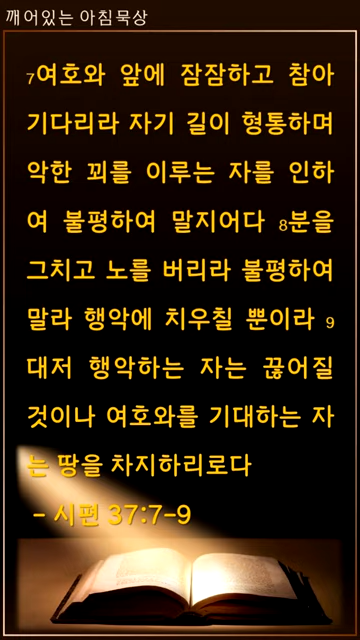 깨어있는 아침묵상
7여호와 앞에 잠잠하고 참아
기다리라 자기 길이 형통하며
악한 꾀를 이루는 자를 인하
여 불평하여 말지어다 8분을
그치고 노를 버리라 불평하여
말라 행악에 치우칠 뿐이라 9
대저 행악하는 자는 끊어질
것이나 여호와를 기대하는 자
는 땅을 차지하리로다
- 시편 37:7-9